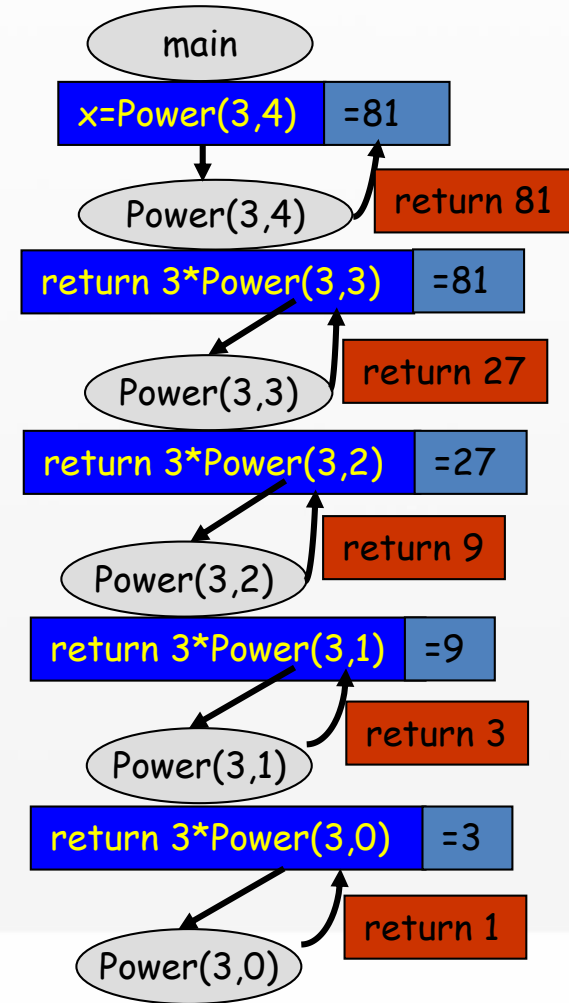 main
x=Power(3,4) =81
Power(3,4) return 81
return 3*Power(3,3) =81
Power(3,3) return 27
return 3*Power(3,2) =27
Power(3,2) return 9
return 3*Power(3,1) =9
Power(3,1) return 3
return 3*Power(3,0) =3
Power(3,0) return 1